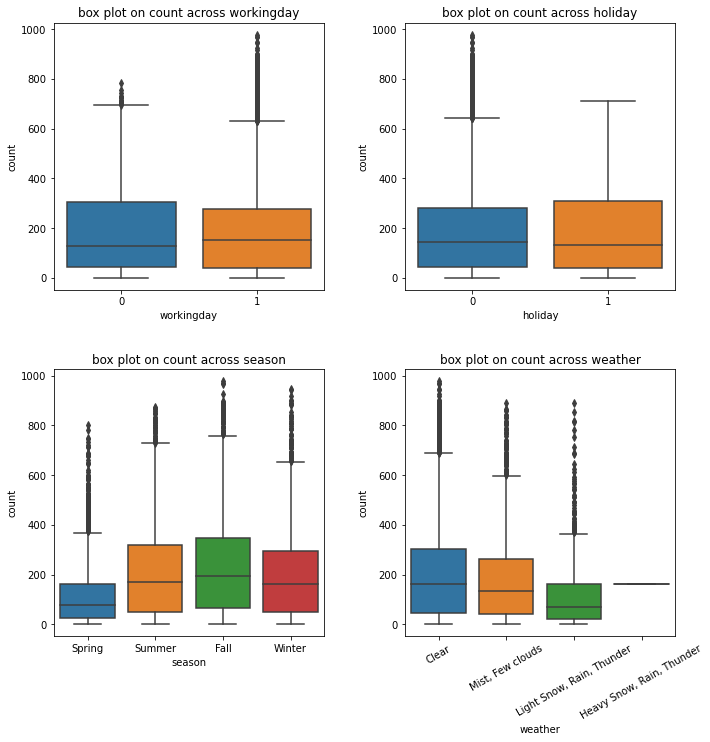 box plot on count across workingday
1000
800
600
400
200
0
count
0
1
workingday
box plot on count across holiday
1000
800
600
400
200
0
count
0
1
holiday
box plot on count across season
1000
800
600
400
200
0
count
Spring
Summer
Fall
Winter
season
box plot on count across weather
1000
800
600
400
200
0
count
Clear
Mist, Few clouds
Light Snow, Rain, Thunder
Heavy Snow, Rain, Thunder
weather